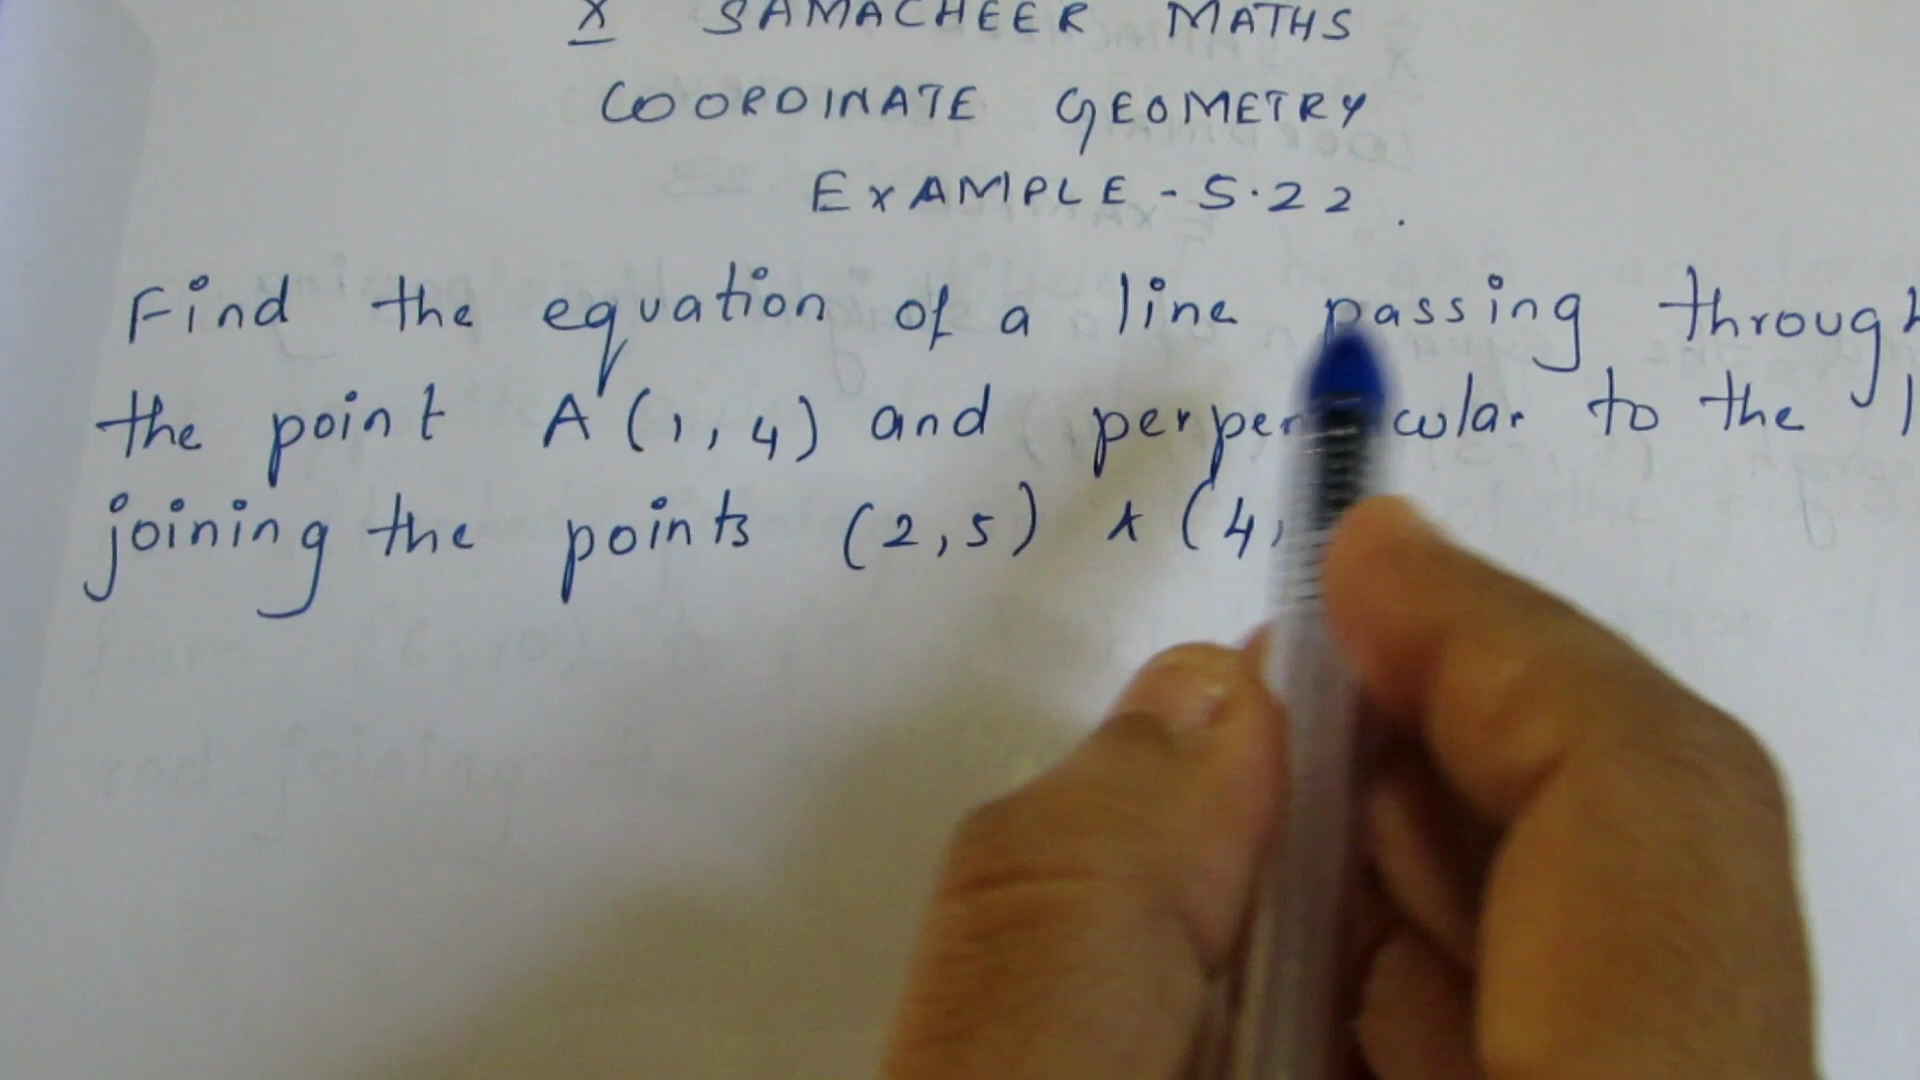 X SAMACHEER MATHS
COORDINATE GEOMETRY
EXAMPLE - 5.22.
Find the equation of a line passing through
the point A (1, 4) and to the
joining the points (2, 5) & (4,